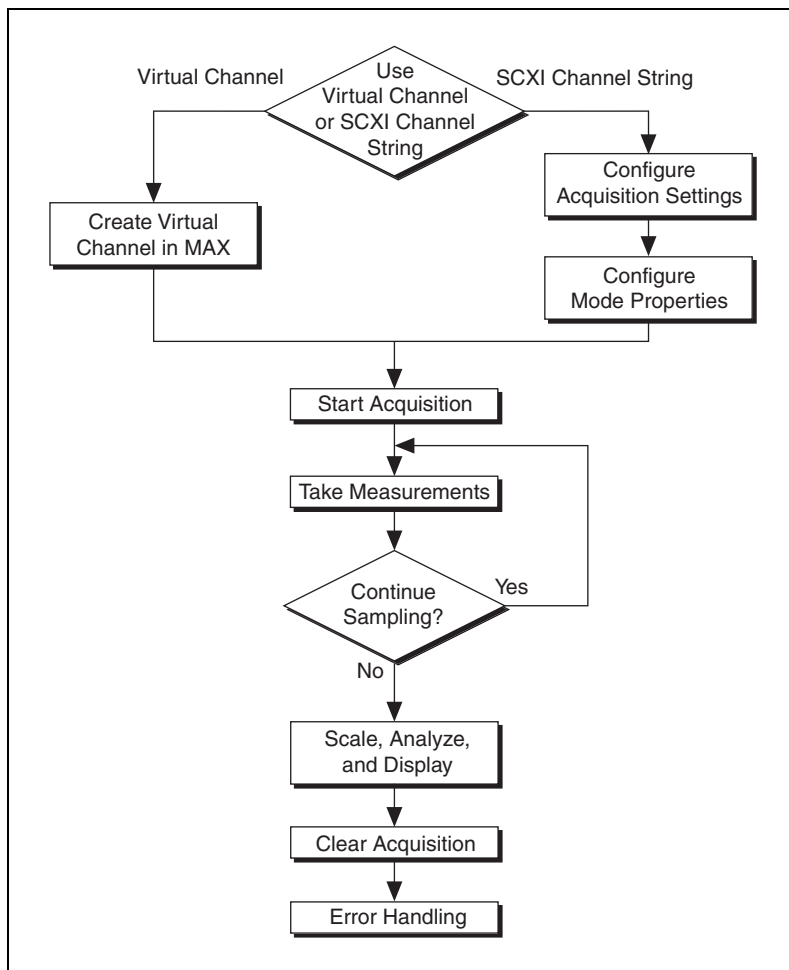 Virtual Channel
Use
Virtual Channel
or SCXI Channel
String
SCXI Channel String
Create Virtual
Channel in MAX
Configure
Acquisition Settings
Configure
Mode Properties
Start Acquisition
Take Measurements
Continue
Sampling?
Yes
No
Scale, Analyze,
and Display
Clear Acquisition
Error Handling